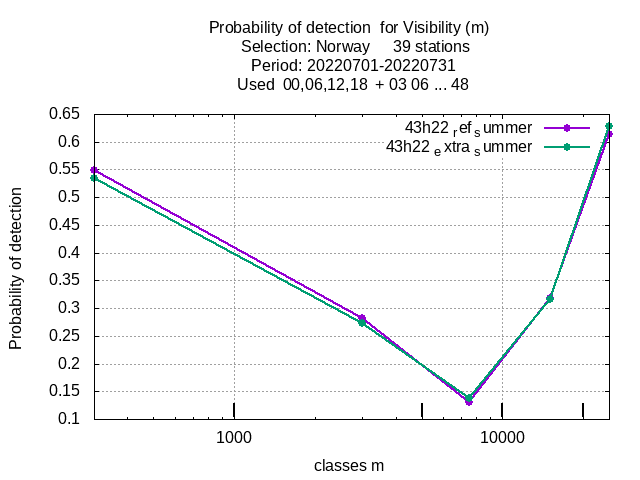 Probability of detection  for Visibility (m)
Selection: Norway     39 stations
Period: 20220701-20220731
Used  00,06,12,18  + 03 06 ... 48
0.65
43h22 ref summer
0.6
43h22 extra summer
0.55
0.5
0.45
0.4
0.35
0.3
0.25
0.2
0.15
0.1
Probability of detection
1000 10000
classes m